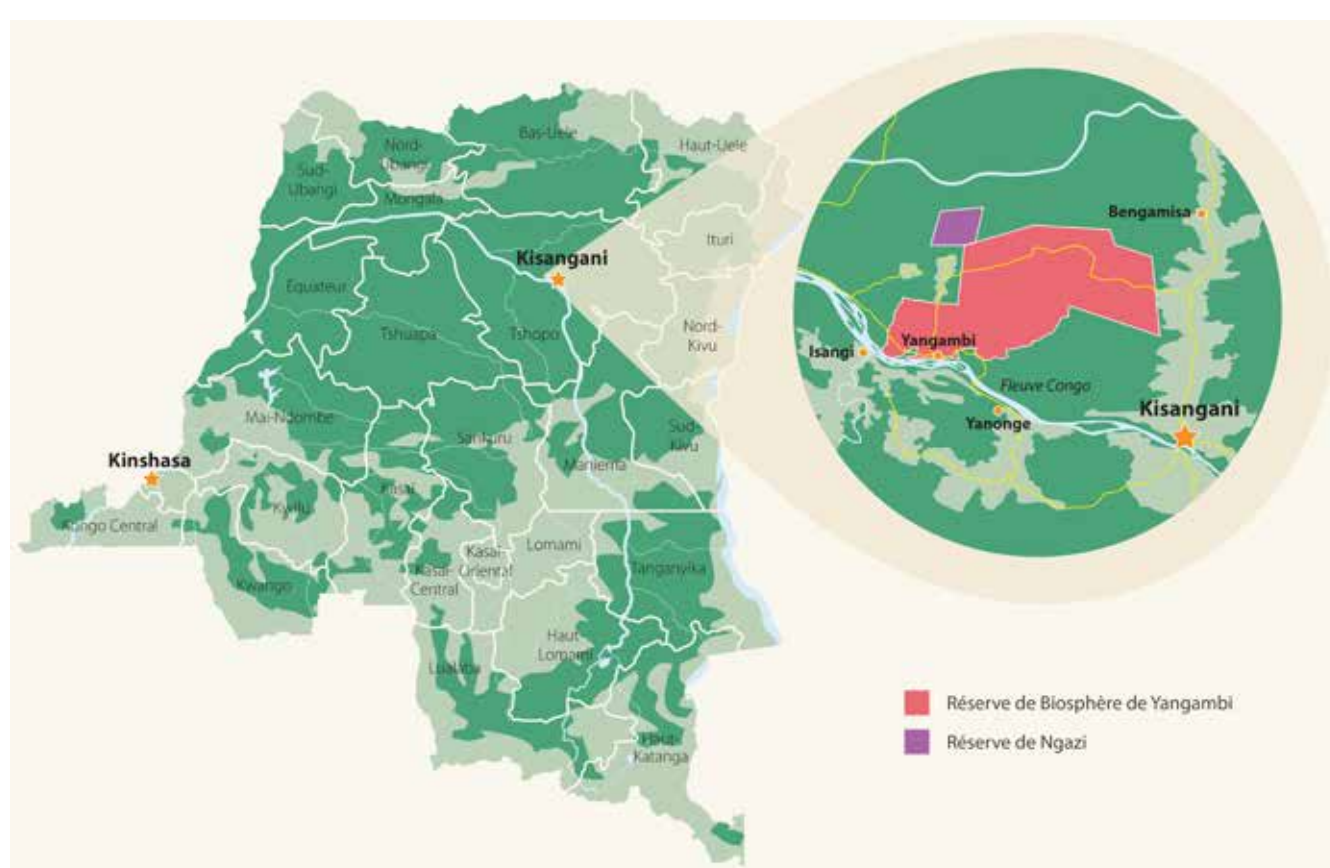 Bas-Uele
Haut-Uele
Nord-
Ubangi
Sud-
Ubangi
Mongala
Ituri
Kisangani
Equateur
Tshuapa
Tshopo
Nord-
Kivu
Mai-Ndombe
Sankuru
Sud-
Kivu
Maniema
Kinshasa
Kasai
Kwilu
Kongo Central
Lomami
Kasai-
Oriental
Kasai-
Central
Tanganyika
Kwango
Haut
Lomami
Lualaba
Haut-
Katanga
Bengamisa
Isangi
Yangambi
Fleuve Congo
Yanonge
Kisangani
Réserve de Biosphère de Yangambi
Réserve de Ngazi